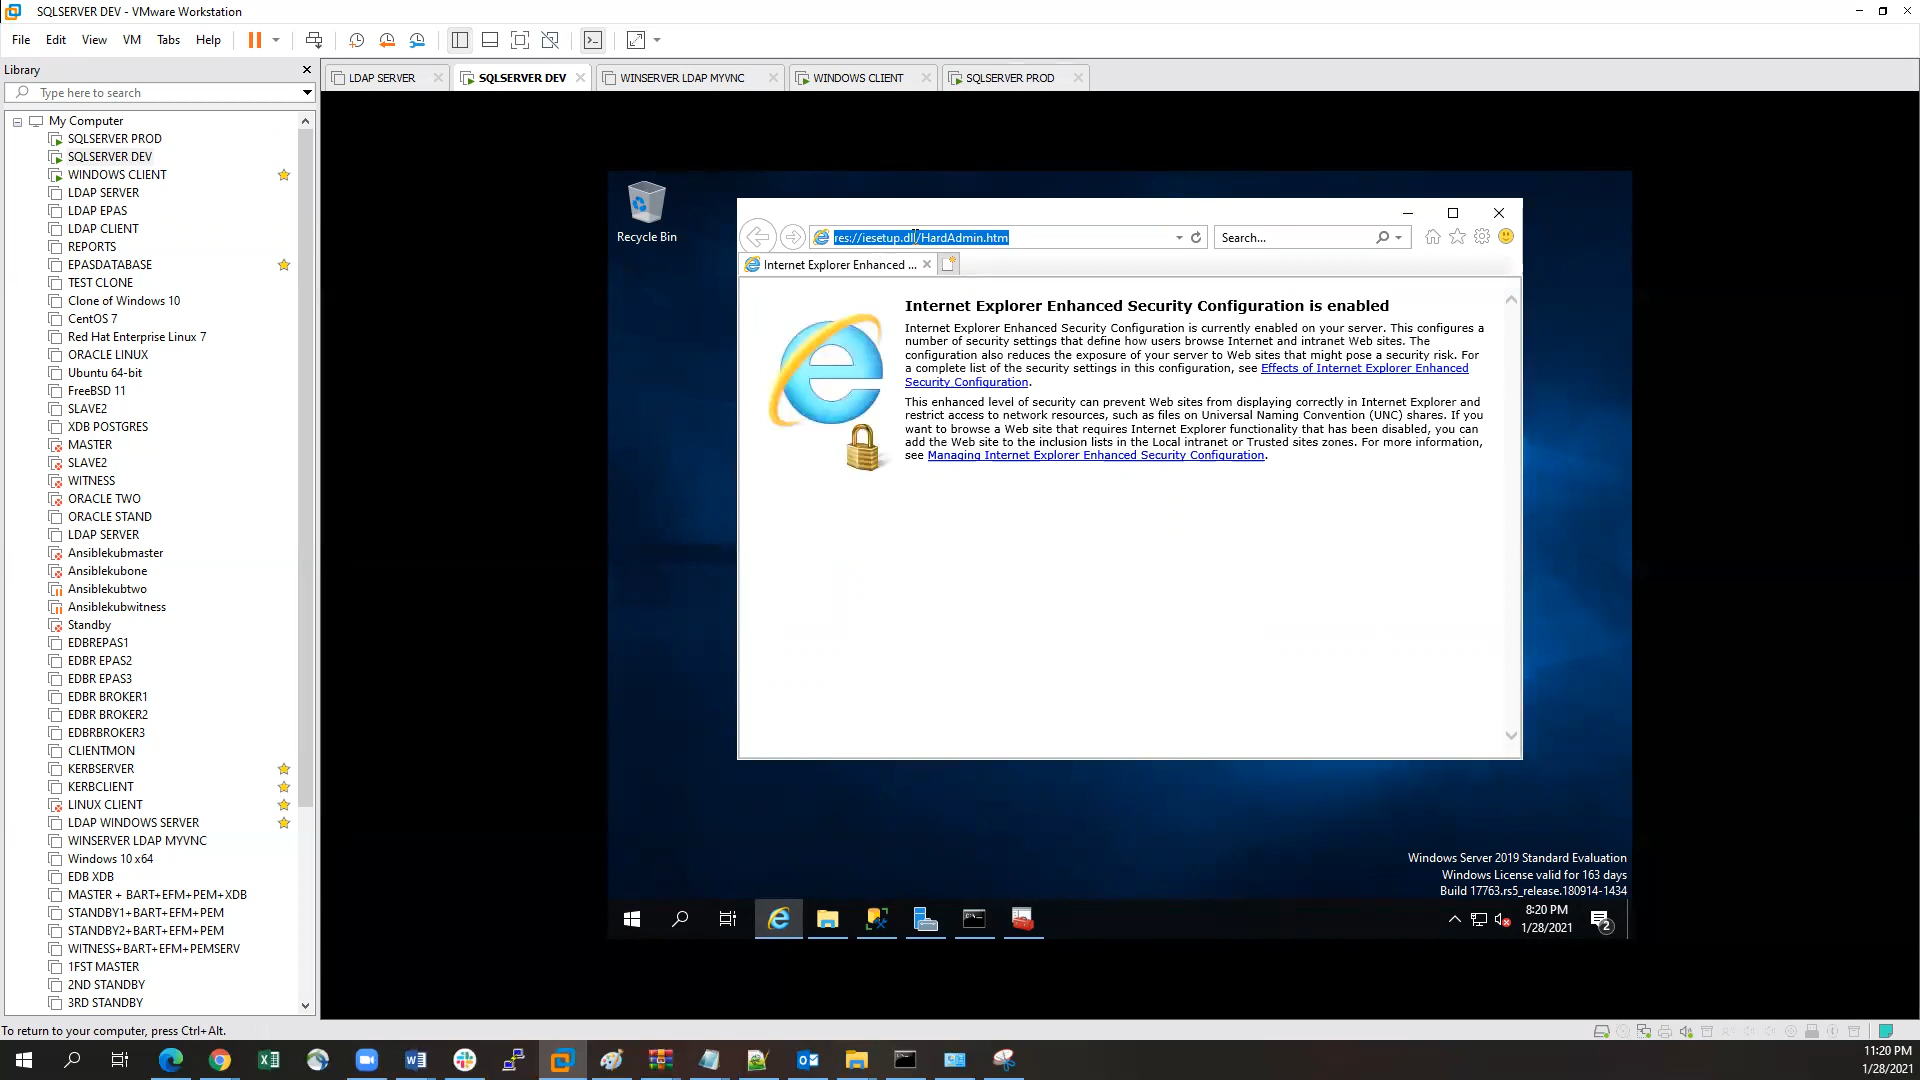 SQLSERVER DEV - VMware Workstation
File Edit View VM Tabs Help
Library
Type here to search
My Computer
SQLSERVER PROD
SQLSERVER DEV
WINDOWS CLIENT
LDAP SERVER
LDAP EPAS
LDAP CLIENT
REPORTS
EPASDATABASE
TEST CLONE
Clone of Windows 10
CentOS 7
Red Hat Enterprise Linux 7
ORACLE LINUX
Ubuntu 64-bit
FreeBSD 11
SLAVE2
XDB POSTGRES
MASTER
SLAVE2
WITNESS
ORACLE TWO
ORACLE STAND
LDAP SERVER
Ansiblekubmaster
Ansiblekubone
Ansiblekubtwo
Ansiblekubwitness
Standby
EDBREPAS1
EDBR EPAS2
EDBR EPAS3
EDBR BROKER1
EDBR BROKER2
EDBRBROKER3
CLIENTMON
KERBSERVER
KERBCLIENT
LINUX CLIENT
LDAP WINDOWS SERVER
WINSERVER LDAP MYVNC
Windows 10 x64
EDB XDB
MASTER + BART+EFM+PEM+XDB
STANDBY1+BART+EFM+PEM
STANDBY2+BART+EFM+PEM
WITNESS+BART+EFM+PEMSERV
1FST MASTER
2ND STANDBY
3RD STANDBY
LDAP SERVER SQLSERVER DEV WINSERVER LDAP MYVNC WINDOWS CLIENT SQLSERVER PROD
Recycle Bin
res://iesetup.dll/HardAdmin.htm
Search...
Internet Explorer Enhanced ...
Internet Explorer Enhanced Security Configuration is enabled
Internet Explorer Enhanced Security Configuration is currently enabled on your server. This configures a
number of security settings that define how users browse Internet and intranet Web sites. The
configuration also reduces the exposure of your server to Web sites that might pose a security risk. For
a complete list of the security settings in this configuration, see Effects of Internet Explorer Enhanced
Security Configuration.
This enhanced level of security can prevent Web sites from displaying correctly in Internet Explorer and
restrict access to network resources, such as files on Universal Naming Convention (UNC) shares. If you
want to browse a Web site that requires Internet Explorer functionality that has been disabled, you can
add the Web site to the inclusion lists in the Local intranet or Trusted sites zones. For more information,
see Managing Internet Explorer Enhanced Security Configuration.
Windows Server 2019 Standard Evaluation
Windows License valid for 163 days
Build 17763.rs5_release.180914-1434
8:20 PM
1/28/2021
2
To return to your computer, press Ctrl+Alt.
11:20 PM
1/28/2021